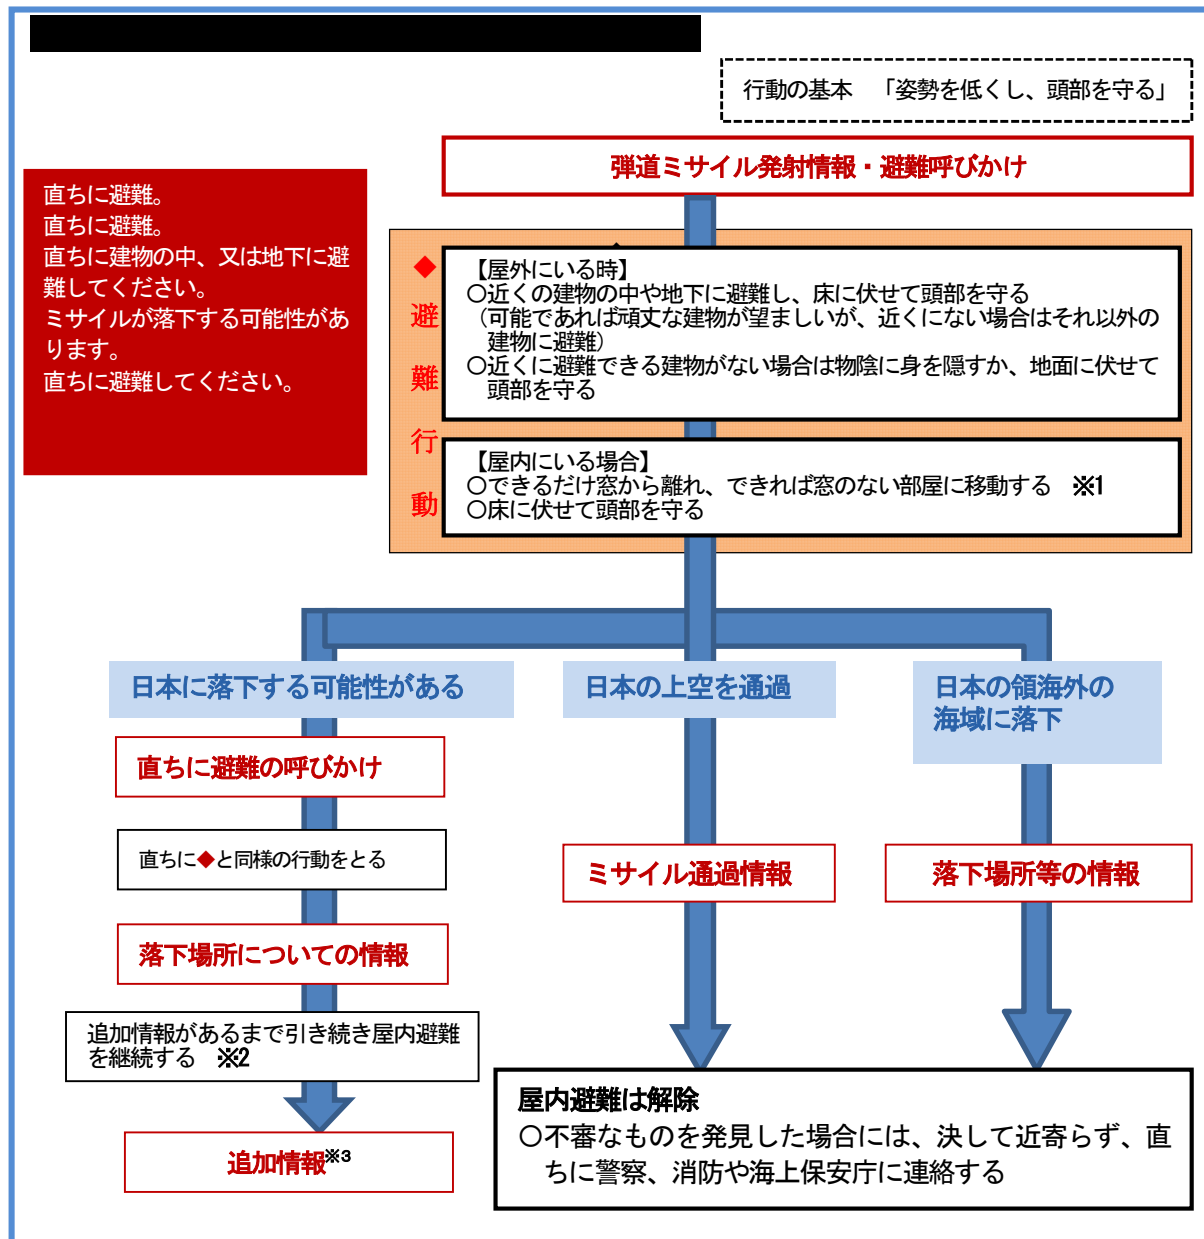 行動の基本　「姿勢を低くし、頭部を守る」
弾道ミサイル発射情報・避難呼びかけ
直ちに避難。
直ちに避難。
直ちに建物の中、又は地下に避
難してください。
ミサイルが落下する可能性があ
ります。
直ちに避難してください。
◆避難行動
【屋外にいる時】
○近くの建物の中や地下に避難し、床に伏せて頭部を守る
（可能であれば頑丈な建物が望ましいが、近くにない場合はそれ以外の
建物に避難）
○近くに避難できる建物がない場合は物陰に身を隠すか、地面に伏せて
頭部を守る
【屋内にいる場合】
○できるだけ窓から離れ、できれば窓のない部屋に移動する　※1
○床に伏せて頭部を守る
日本に落下する可能性がある
直ちに避難の呼びかけ
直ちに◆と同様の行動をとる
落下場所についての情報
追加情報があるまで引き続き屋内避難
を継続する　※2
追加情報※3
日本の上空を通過
ミサイル通過情報
日本の領海外の
海域に落下
落下場所等の情報
屋内避難は解除
○不審なものを発見した場合には、決して近寄らず、直
ちに警察、消防や海上保安庁に連絡する